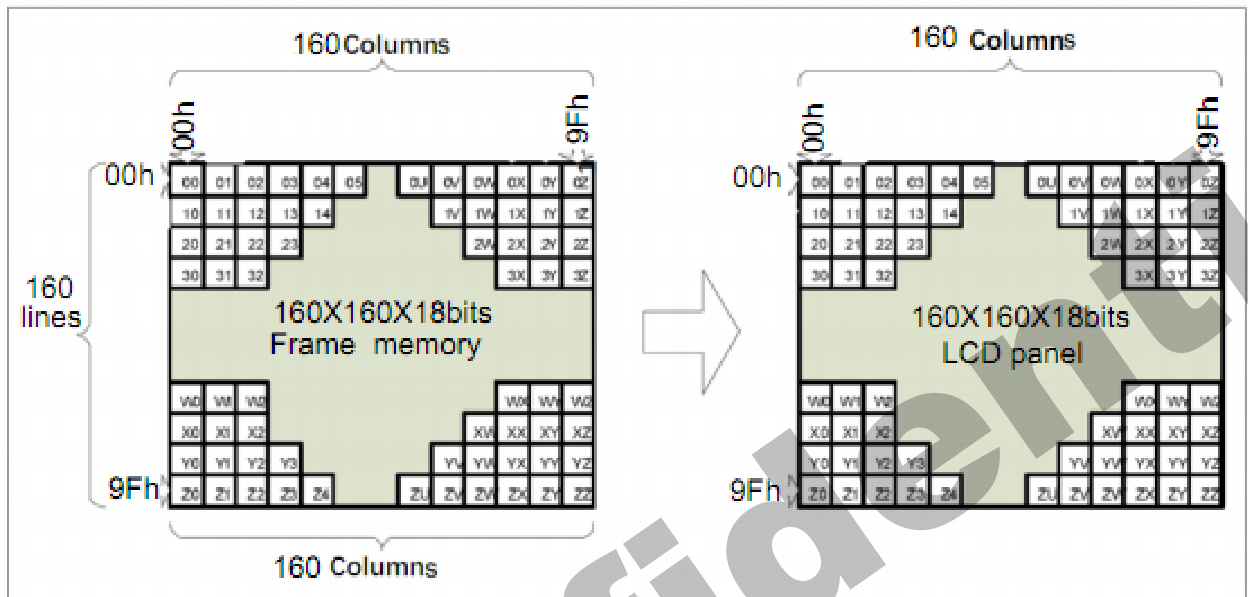 160 Columns
00h 9Fh
00h
00 01 02 03 04 05 0U 0V 0W 0X 0Y 0Z
10 11 12 13 14 1V 1W 1X 1Y 1Z
20 21 22 23 2W 2X 2Y 2Z
30 31 32 3X 3Y 3Z
160
lines
160X160X18bits
Frame memory
W0 W1 W2 WX WY WZ
X0 X1 X2 XW XX XY XZ
Y0 Y1 Y2 Y3 YV YW YX YY YZ
9Fh
Z0 Z1 Z2 Z3 Z4 ZU ZV ZW ZX ZY ZZ
160 Columns
160 Columns
00h 9Fh
00h
00 01 02 03 04 05 0U 0V 0W 0X 0Y 0Z
10 11 12 13 14 1V 1W 1X 1Y 1Z
20 21 22 23 2W 2X 2Y 2Z
30 31 32 3X 3Y 3Z
160X160X18bits
LCD panel
W0 W1 W2 WX WY WZ
X0 X1 X2 XW XX XY XZ
Y0 Y1 Y2 Y3 YV YW YX YY YZ
9Fh
Z0 Z1 Z2 Z3 Z4 ZU ZV ZW ZX ZY ZZ
fidenti